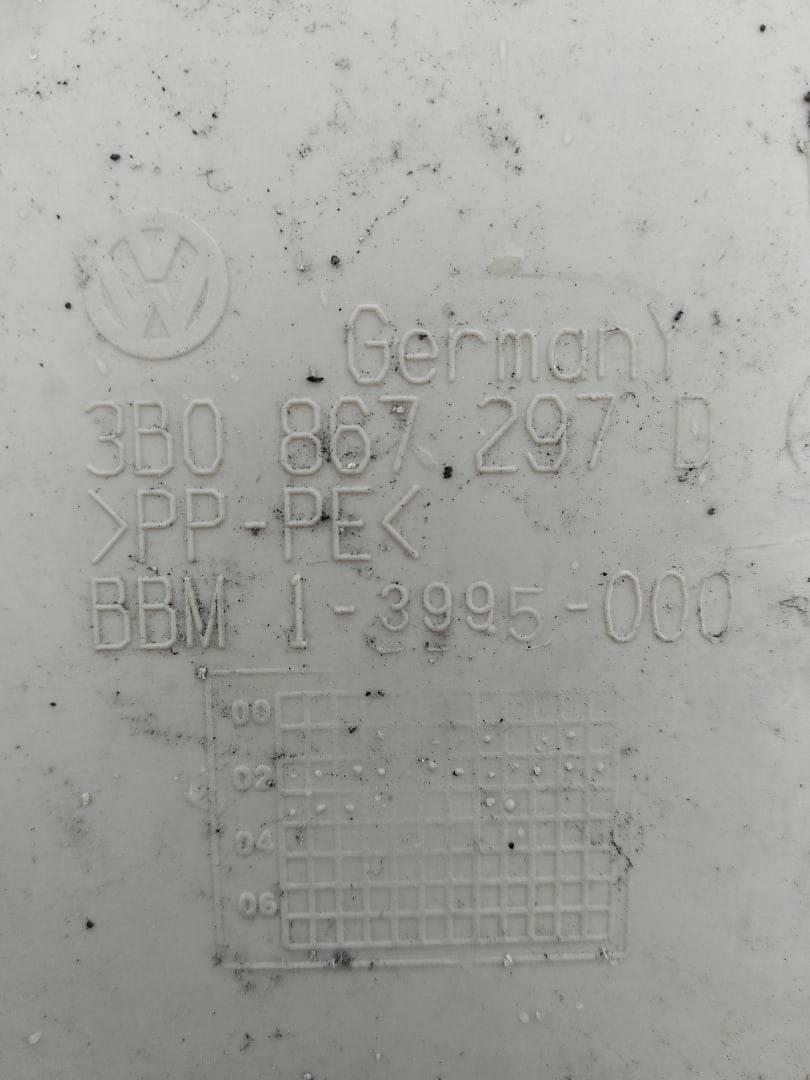 GermanY
3B0 867 297 D
>PP-PE<
BBM 1-3995-000
00
02
04
06